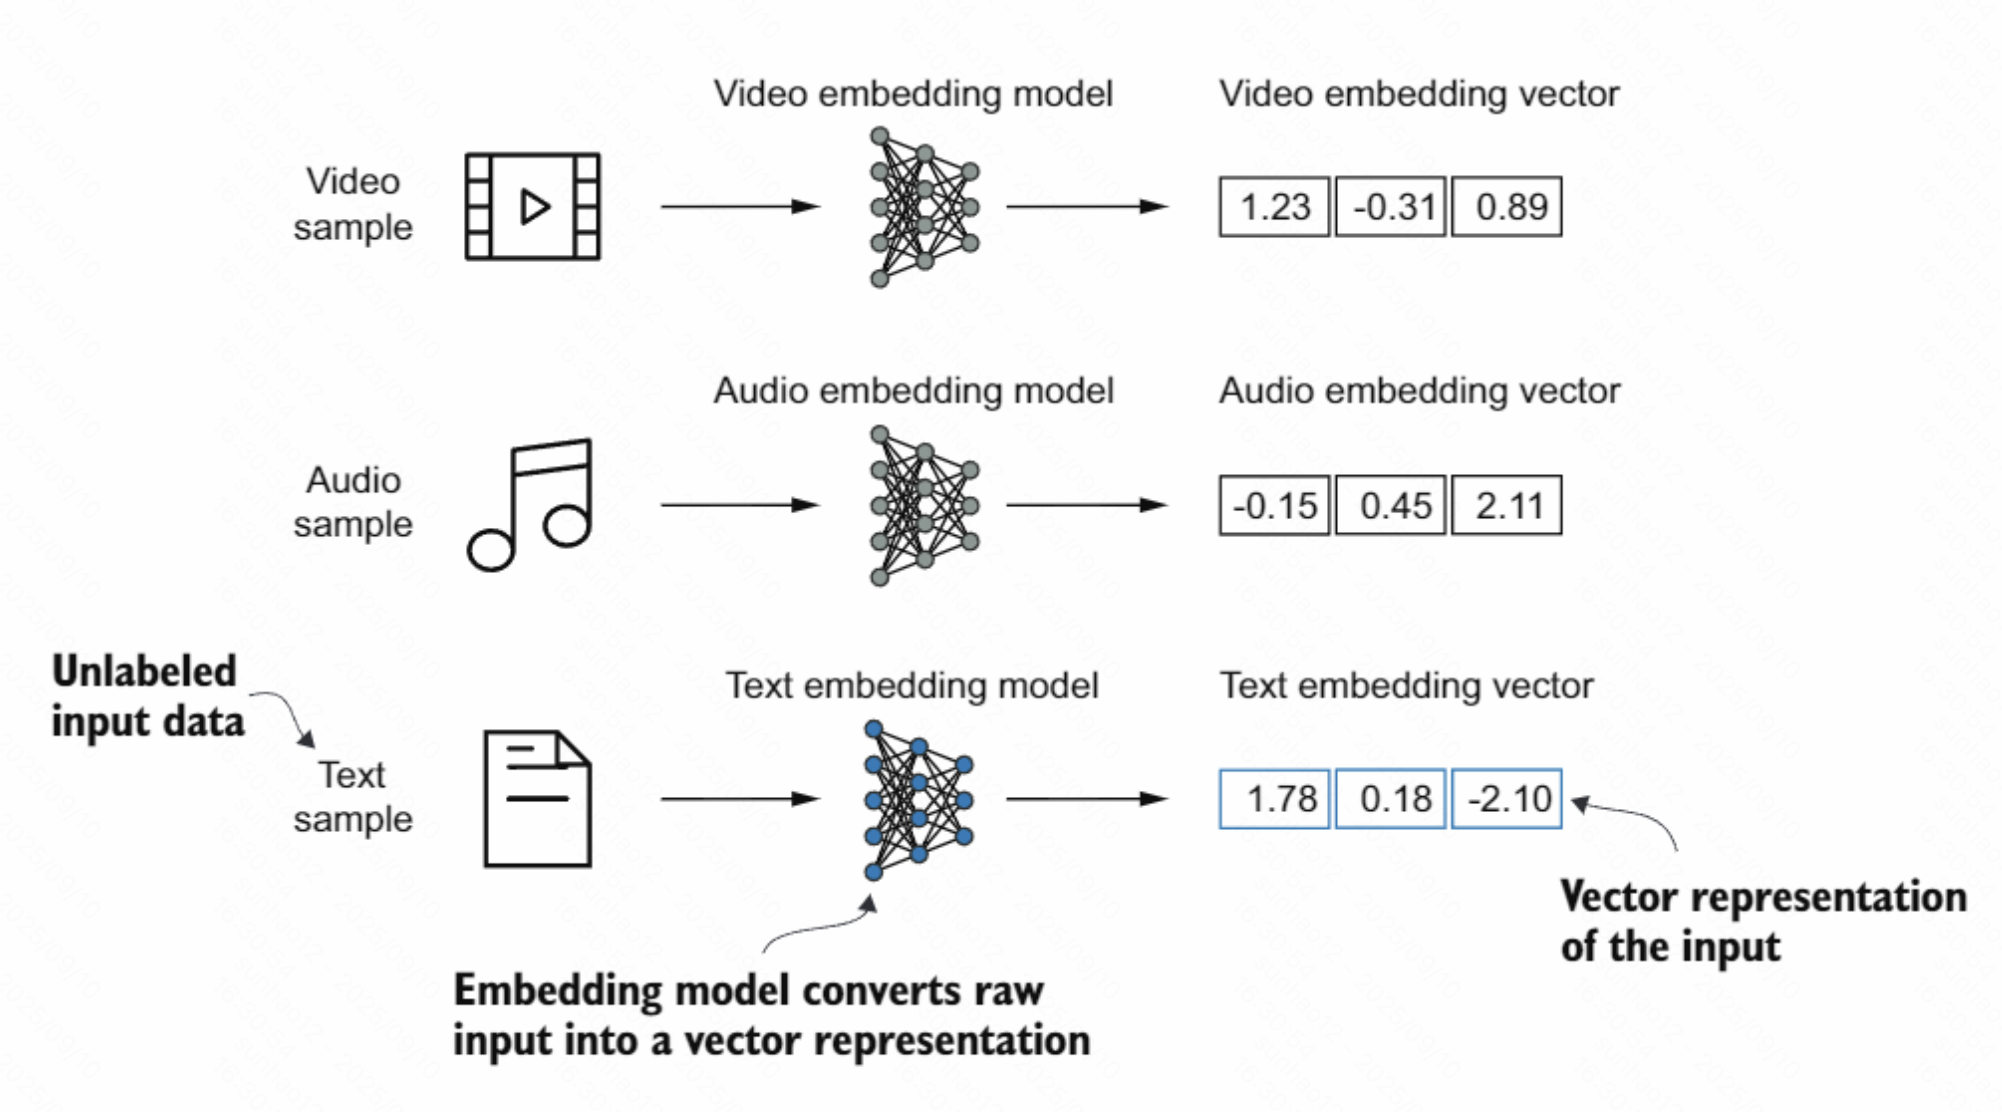 Video embedding model
Video embedding vector
Video
sample
1.23 -0.31 0.89
Audio embedding model
Audio embedding vector
Audio
sample
-0.15 0.45 2.11
Unlabeled
input data
Text embedding model
Text embedding vector
Text
sample
1.78 0.18 -2.10
Vector representation
of the input
Embedding model converts raw
input into a vector representation